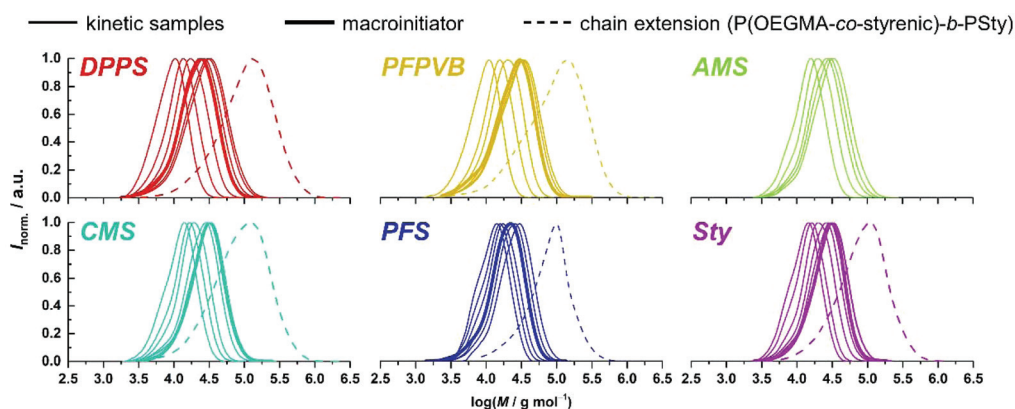 kinetic samples macroinitiator chain extension (P(OEGMA-co-styrenic)-b-PSty)
DPPS PFPVB AMS
1.0
0.8
0.6
0.4
0.2
0.0
CMS PFS Sty
1.0
0.8
0.6
0.4
0.2
0.0
Inorm. / a.u.
2.5 3.0 3.5 4.0 4.5 5.0 5.5 6.0 6.5 2.5 3.0 3.5 4.0 4.5 5.0 5.5 6.0 6.5 2.5 3.0 3.5 4.0 4.5 5.0 5.5 6.0 6.5
log(M / g mol⁻¹)